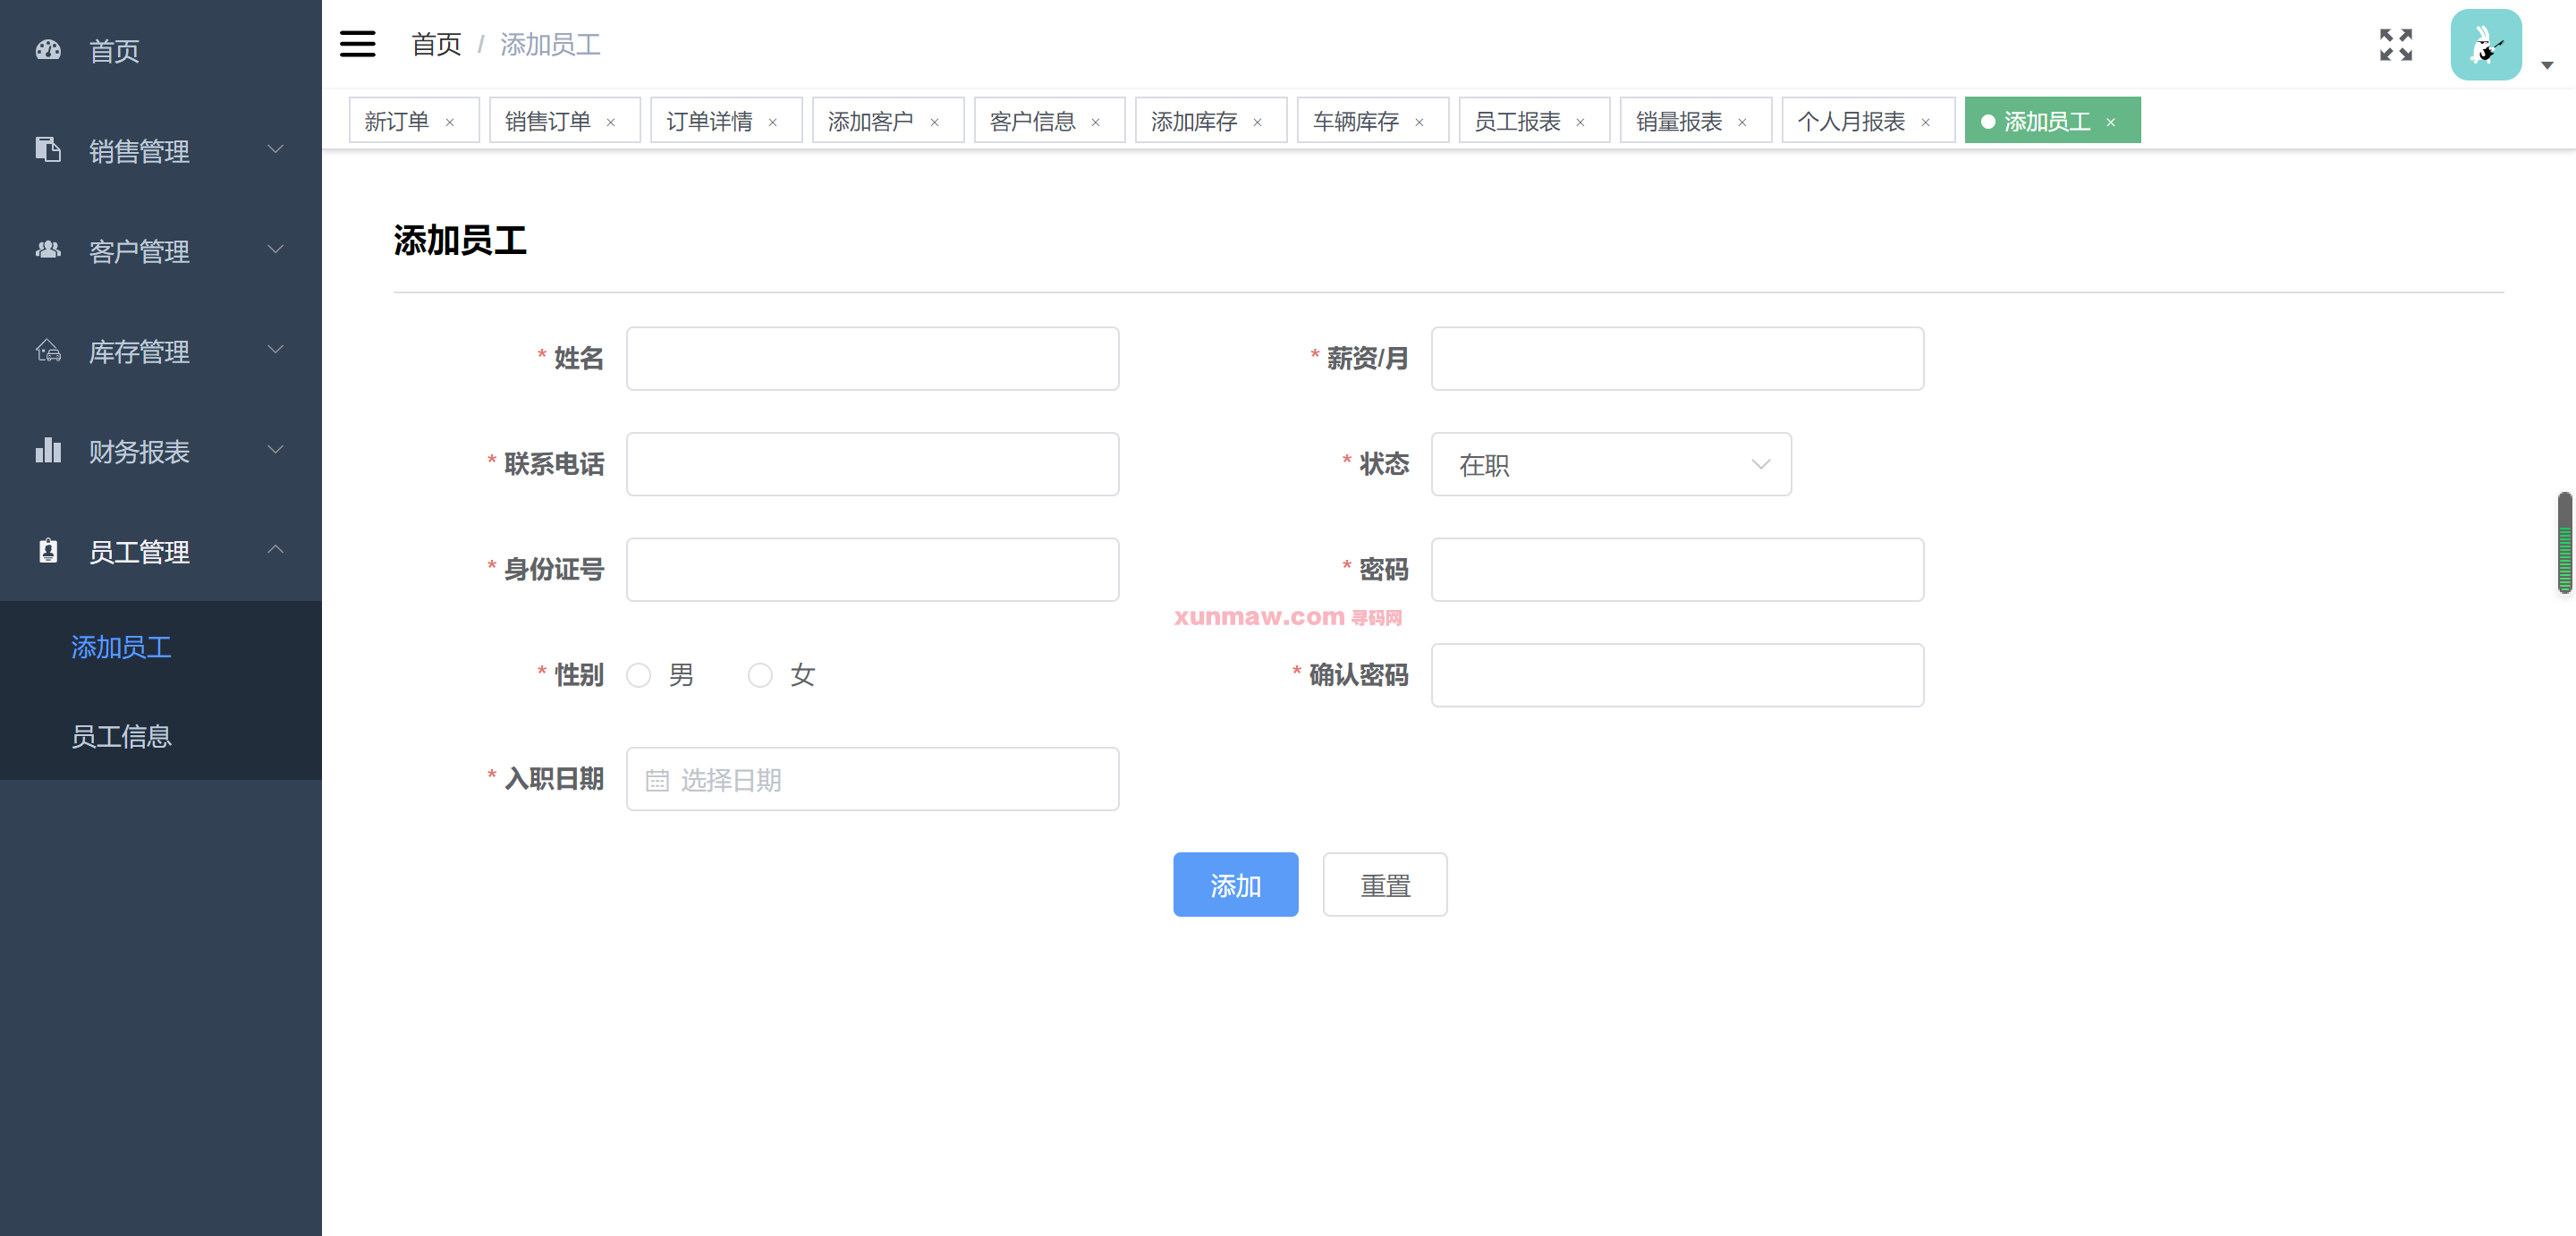 首页
销售管理
客户管理
库存管理
财务报表
员工管理
添加员工
员工信息
首页 / 添加员工
新订单 × 销售订单 × 订单详情 × 添加客户 × 客户信息 × 添加库存 × 车辆库存 × 员工报表 × 销量报表 × 个人月报表 × 添加员工 ×
添加员工
* 姓名 * 薪资/月
* 联系电话 * 状态 在职
* 身份证号 * 密码
xunmaw.com 寻码网
* 性别 男 女 * 确认密码
* 入职日期 选择日期
添加 重置